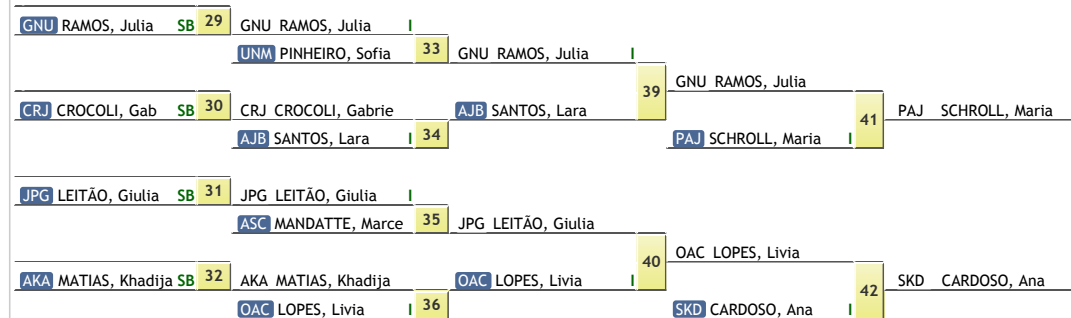 GNU RAMOS, Julia SB 29 GNU RAMOS, Julia I
UNM PINHEIRO, Sofia 33 GNU RAMOS, Julia I
39 GNU RAMOS, Julia
CRJ CROCOLI, Gab SB 30 CRJ CROCOLI, Gabrie AJB SANTOS, Lara 41 PAJ SCHROLL, Maria
AJB SANTOS, Lara I 34 PAJ SCHROLL, Maria I
JPG LEITÃO, Giulia SB 31 JPG LEITÃO, Giulia I
ASC MANDATTE, Marce 35 JPG LEITÃO, Giulia
40 OAC LOPES, Livia
AKA MATIAS, Khadija SB 32 AKA MATIAS, Khadija OAC LOPES, Livia I 42 SKD CARDOSO, Ana
OAC LOPES, Livia I 36 SKD CARDOSO, Ana I